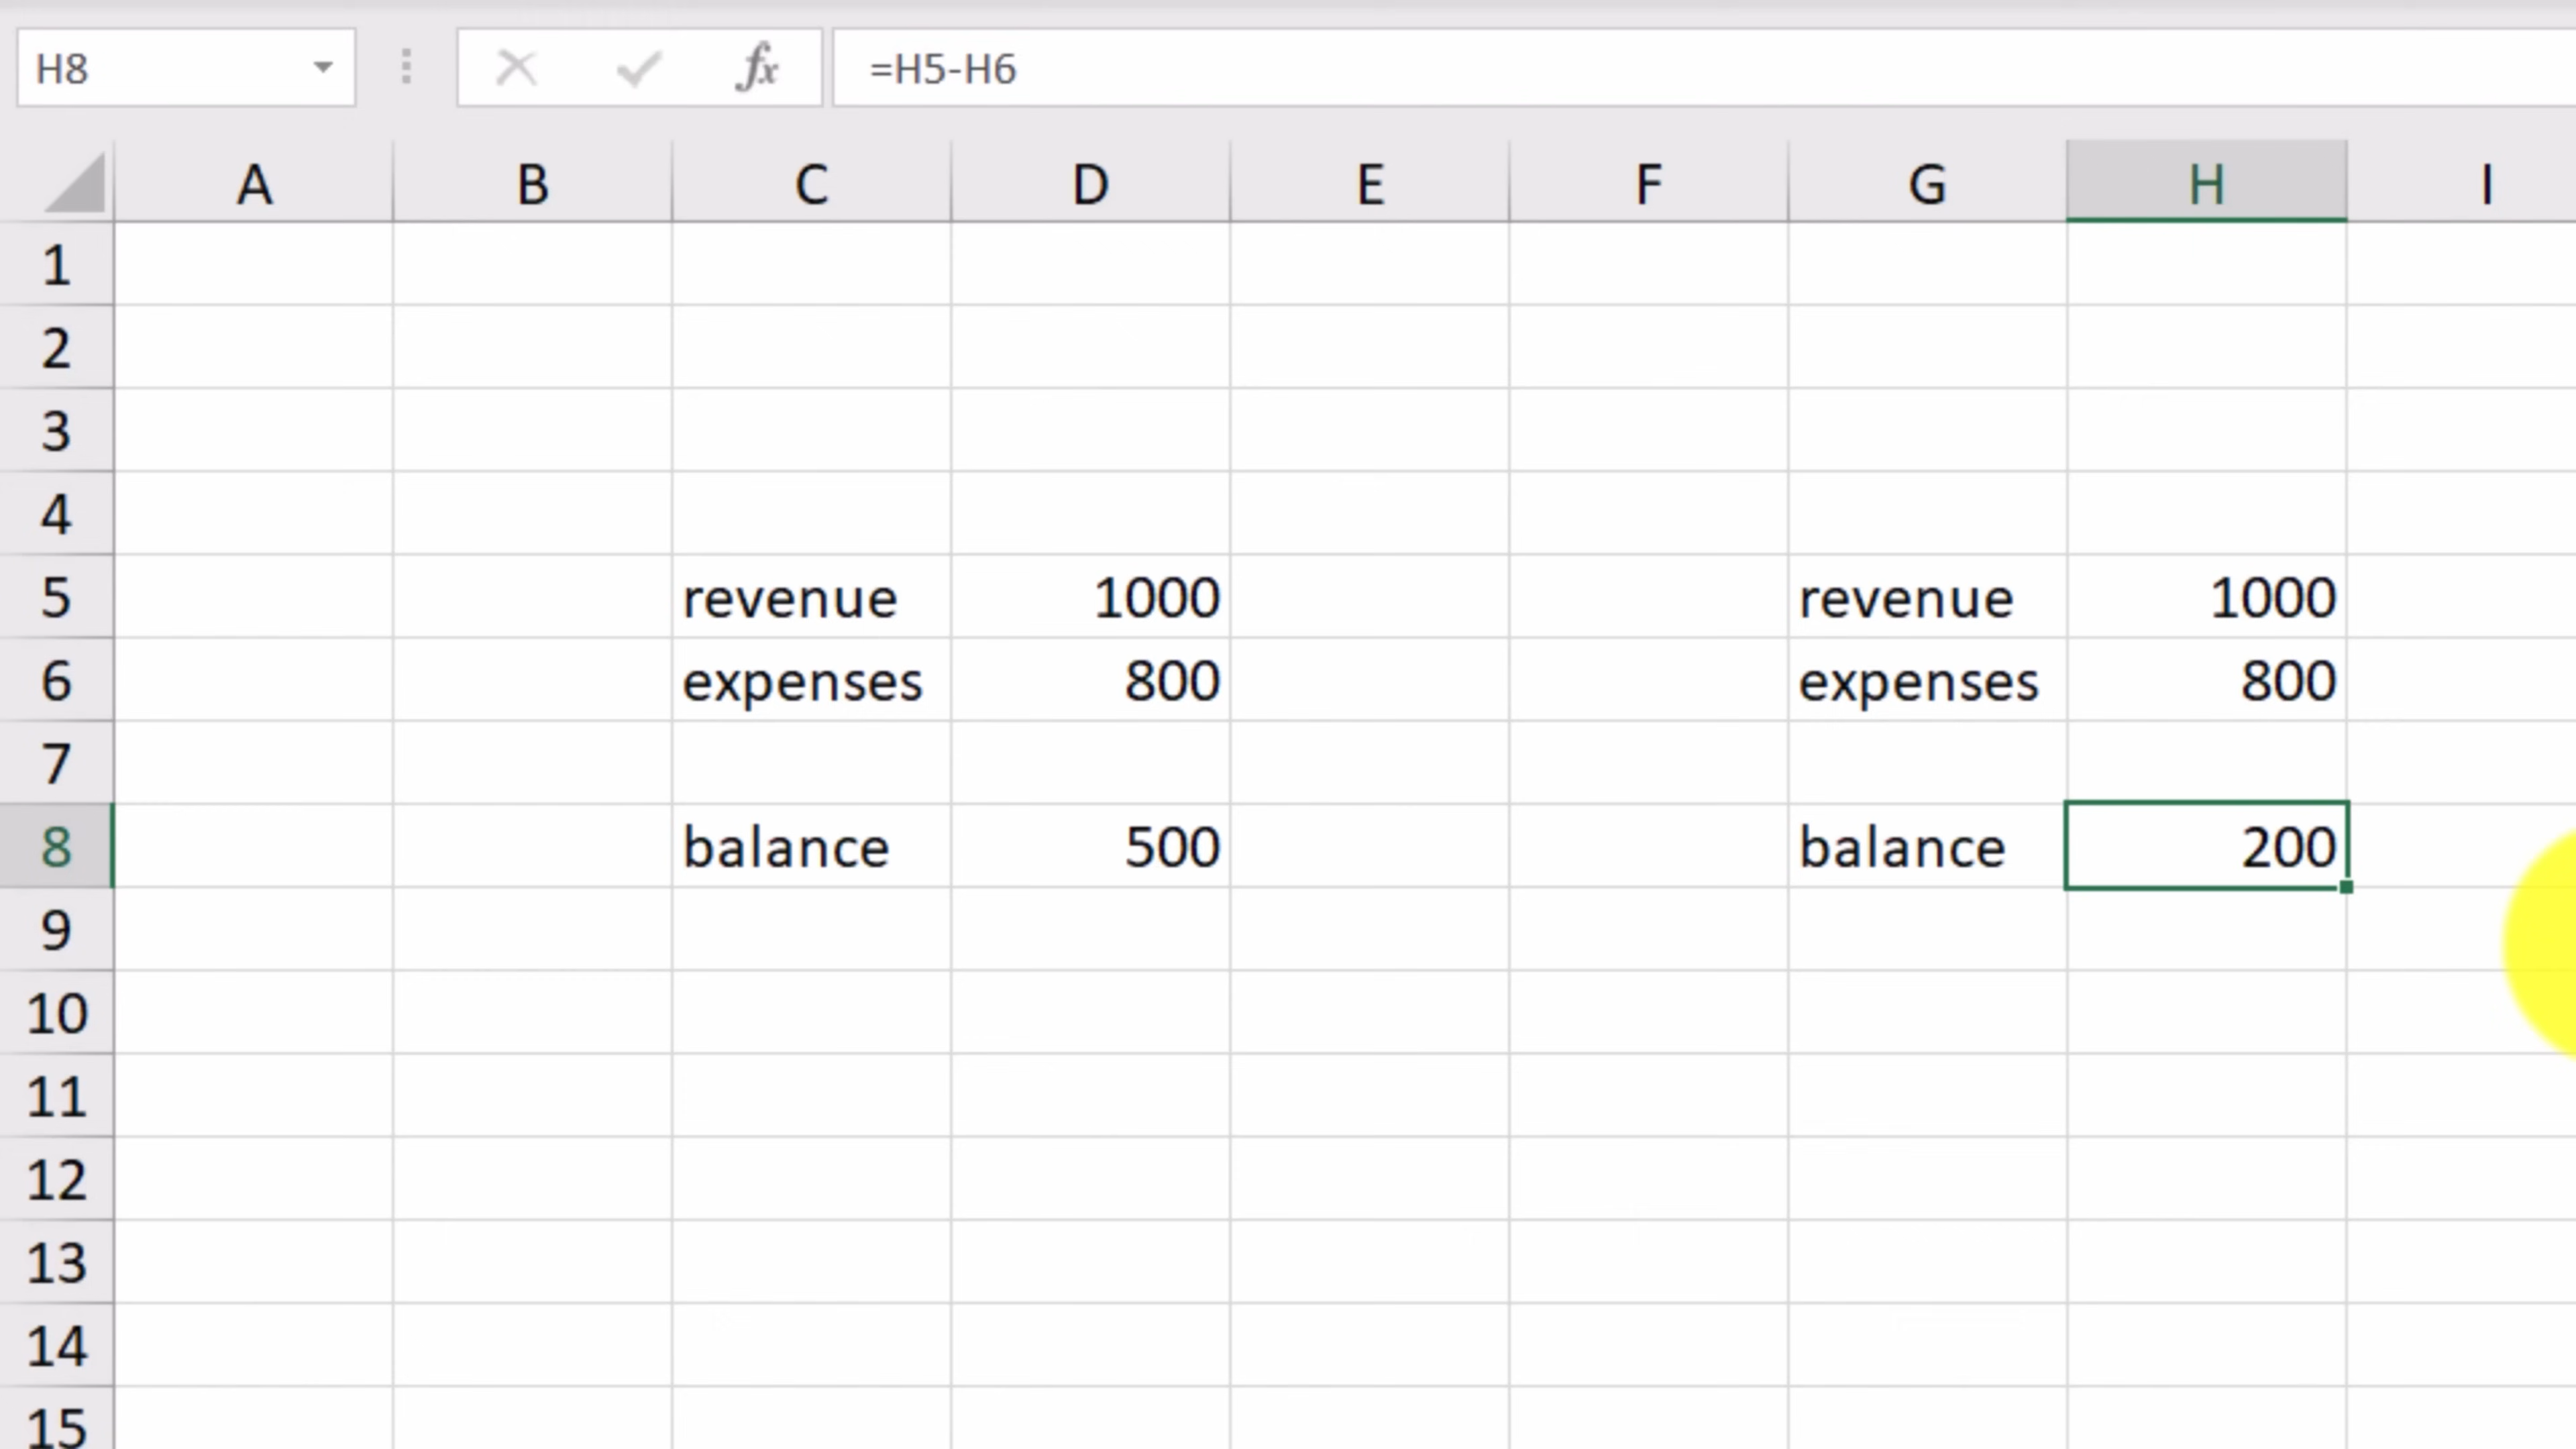 H8 fx =H5-H6
A B C D E F G H I
1
2
3
4
5 revenue 1000 revenue 1000
6 expenses 800 expenses 800
7
8 balance 500 balance 200
9
10
11
12
13
14
15